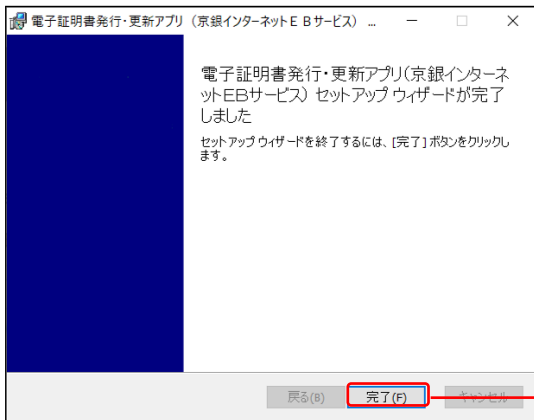 電子証明書発行・更新アプリ（京銀インターネットＥＢサービス） ...
電子証明書発行・更新アプリ(京銀インターネ
ットEBサービス) セットアップ ウィザードが完了
しました
セットアップ ウィザードを終了するには、[完了] ボタンをクリックし
ます。
戻る(B) 完了(F) キャンセル